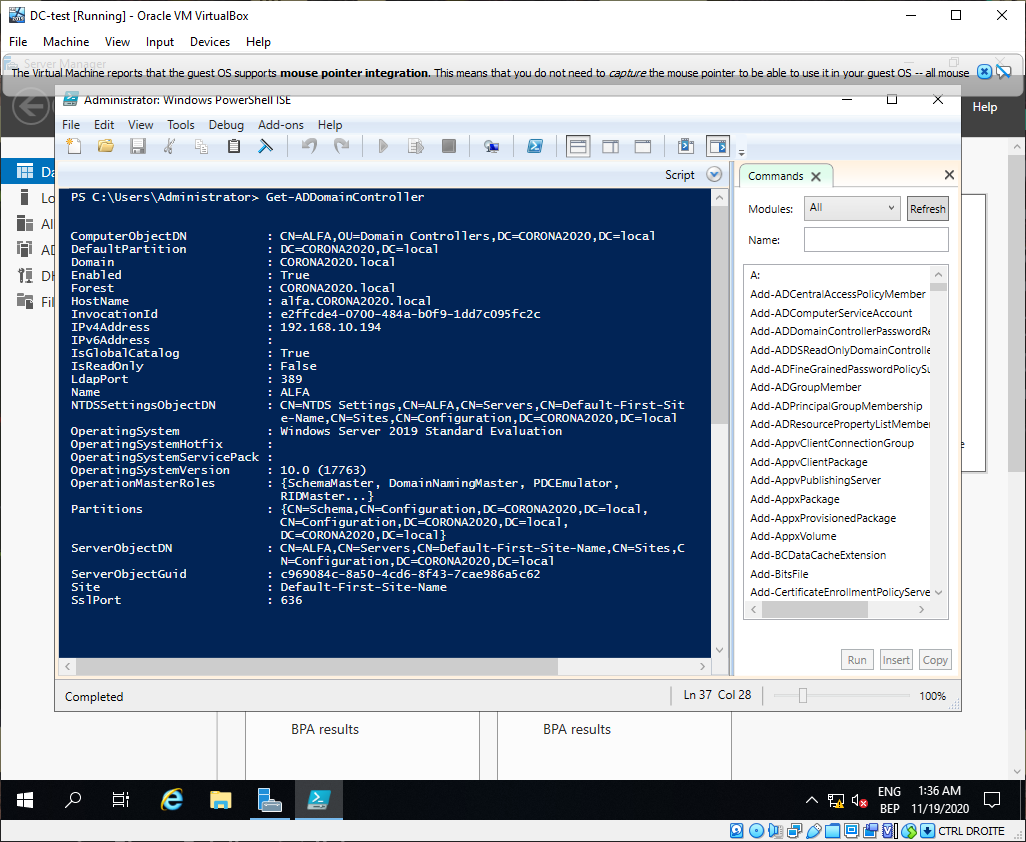 DC-test [Running] - Oracle VM VirtualBox
File Machine View Input Devices Help
Server Manager
The Virtual Machine reports that the guest OS supports mouse pointer integration. This means that you do not need to capture the mouse pointer to be able to use it in your guest OS -- all mouse
Administrator: Windows PowerShell ISE
Help
File Edit View Tools Debug Add-ons Help
Script
Commands
PS C:\Users\Administrator> Get-ADDomainController
ComputerObjectDN : CN=ALFA,OU=Domain Controllers,DC=CORONA2020,DC=local
DefaultPartition : DC=CORONA2020,DC=local
Domain : CORONA2020.local
Enabled : True
Forest : CORONA2020.local
HostName : alfa.CORONA2020.local
InvocationId : e2ffcde4-0700-484a-b0f9-1dd7c095fc2c
IPv4Address : 192.168.10.194
IPv6Address :
IsGlobalCatalog : True
IsReadOnly : False
LdapPort : 389
Name : ALFA
NTDSSettingsObjectDN : CN=NTDS Settings,CN=ALFA,CN=Servers,CN=Default-First-Sit
e-Name,CN=Sites,CN=Configuration,DC=CORONA2020,DC=local
OperatingSystem : Windows Server 2019 Standard Evaluation
OperatingSystemHotfix :
OperatingSystemServicePack :
OperatingSystemVersion : 10.0 (17763)
OperationMasterRoles : {SchemaMaster, DomainNamingMaster, PDCEmulator,
RIDMaster...}
Partitions : {CN=Schema,CN=Configuration,DC=CORONA2020,DC=local,
CN=Configuration,DC=CORONA2020,DC=local,
DC=CORONA2020,DC=local}
ServerObjectDN : CN=ALFA,CN=Servers,CN=Default-First-Site-Name,CN=Sites,C
N=Configuration,DC=CORONA2020,DC=local
ServerObjectGuid : c969084c-8a50-4cd6-8f43-7cae986a5c62
Site : Default-First-Site-Name
SslPort : 636
Modules: All Refresh
Name:
A:
Add-ADCentralAccessPolicyMember
Add-ADComputerServiceAccount
Add-ADDomainControllerPasswordRe
Add-ADDSReadOnlyDomainControlle
Add-ADFineGrainedPasswordPolicySu
Add-ADGroupMember
Add-ADPrincipalGroupMembership
Add-ADResourcePropertyListMember
Add-AppvClientConnectionGroup
Add-AppvClientPackage
Add-AppvPublishingServer
Add-AppxPackage
Add-AppxProvisionedPackage
Add-AppxVolume
Add-BCDataCacheExtension
Add-BitsFile
Add-CertificateEnrollmentPolicyServe
Run Insert Copy
Da
Lo
Al
AD
DH
Fil
e
Completed
Ln 37 Col 28
100%
BPA results
BPA results
ENG
BEP
1:36 AM
11/19/2020
CTRL DROITE